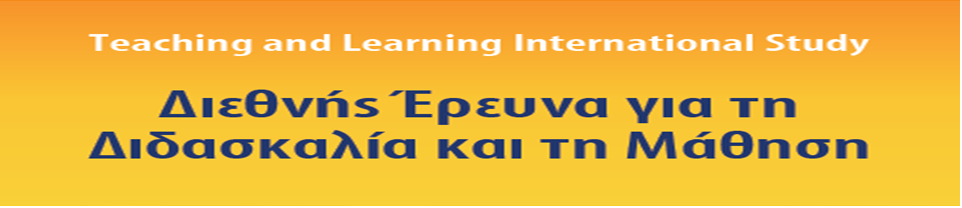 Teaching and Learning International Study
Διεθνής Έρευνα για τη
Διδασκαλία και τη Μάθηση